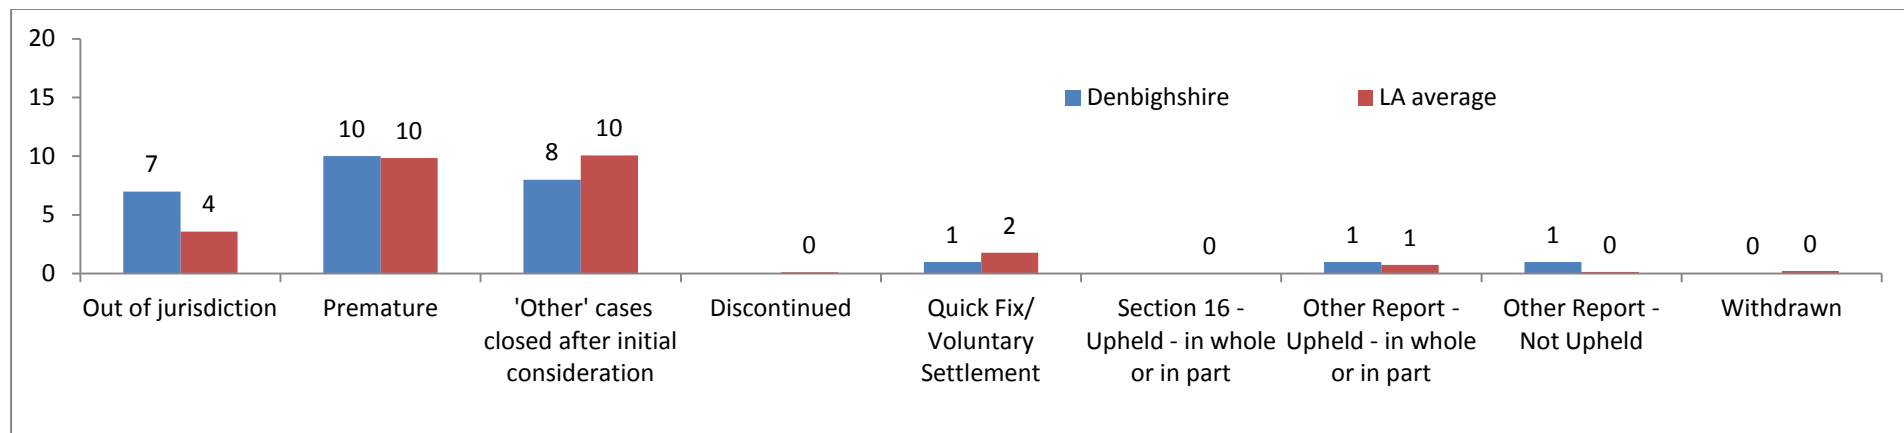 20
15
10
5
0
Denbighshire
LA average
7
4
10
10
8
10
0
1
2
0
1
1
1
0
0
0
Out of jurisdiction
Premature
'Other' cases
closed after initial
consideration
Discontinued
Quick Fix/
Voluntary
Settlement
Section 16 -
Upheld - in whole
or in part
Other Report -
Upheld - in whole
or in part
Other Report -
Not Upheld
Withdrawn